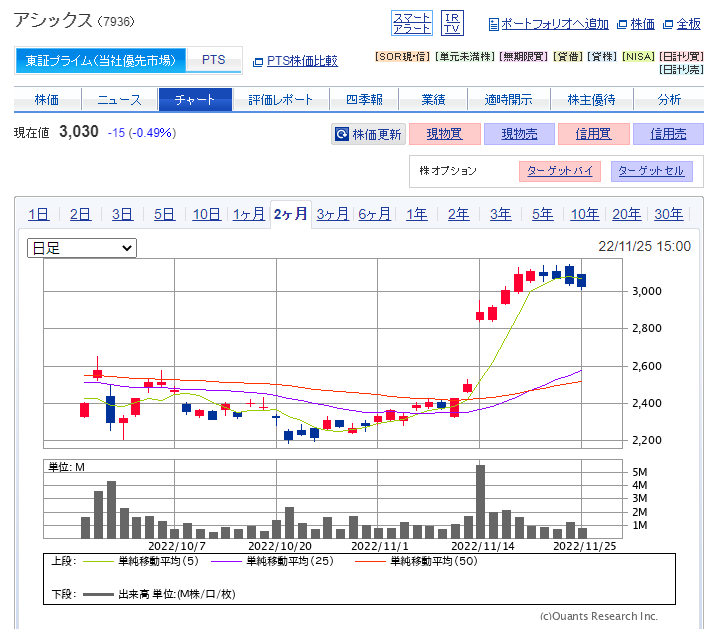 アシックス (7936)
スマートアラート
IR TV
ポートフォリオへ追加 株価 全板
東証プライム(当社優先市場) PTS PTS株価比較
[SOR現・信] [単元未満株] [無期限買] [貸借] [貸株] [NISA] [日計り買]
[日計り売]
株価 ニュース チャート 評価レポート 四季報 業績 適時開示 株主優待 分析
現在値 3,030 -15 (-0.49%) 株価更新 現物買 現物売 信用買 信用売
株オプション ターゲットバイ ターゲットセル
1日 2日 3日 5日 10日 1ヶ月 2ヶ月 3ヶ月 6ヶ月 1年 2年 3年 5年 10年 20年 30年
日足 22/11/25 15:00
3,000
2,800
2,600
2,400
2,200
単位: M
5M
4M
3M
2M
1M
2022/10/7 2022/10/20 2022/11/1 2022/11/14 2022/11/25
上段: 単純移動平均(5) 単純移動平均(25) 単純移動平均(50)
下段: 出来高 単位:(M株/口/枚)
(c)Quants Research Inc.